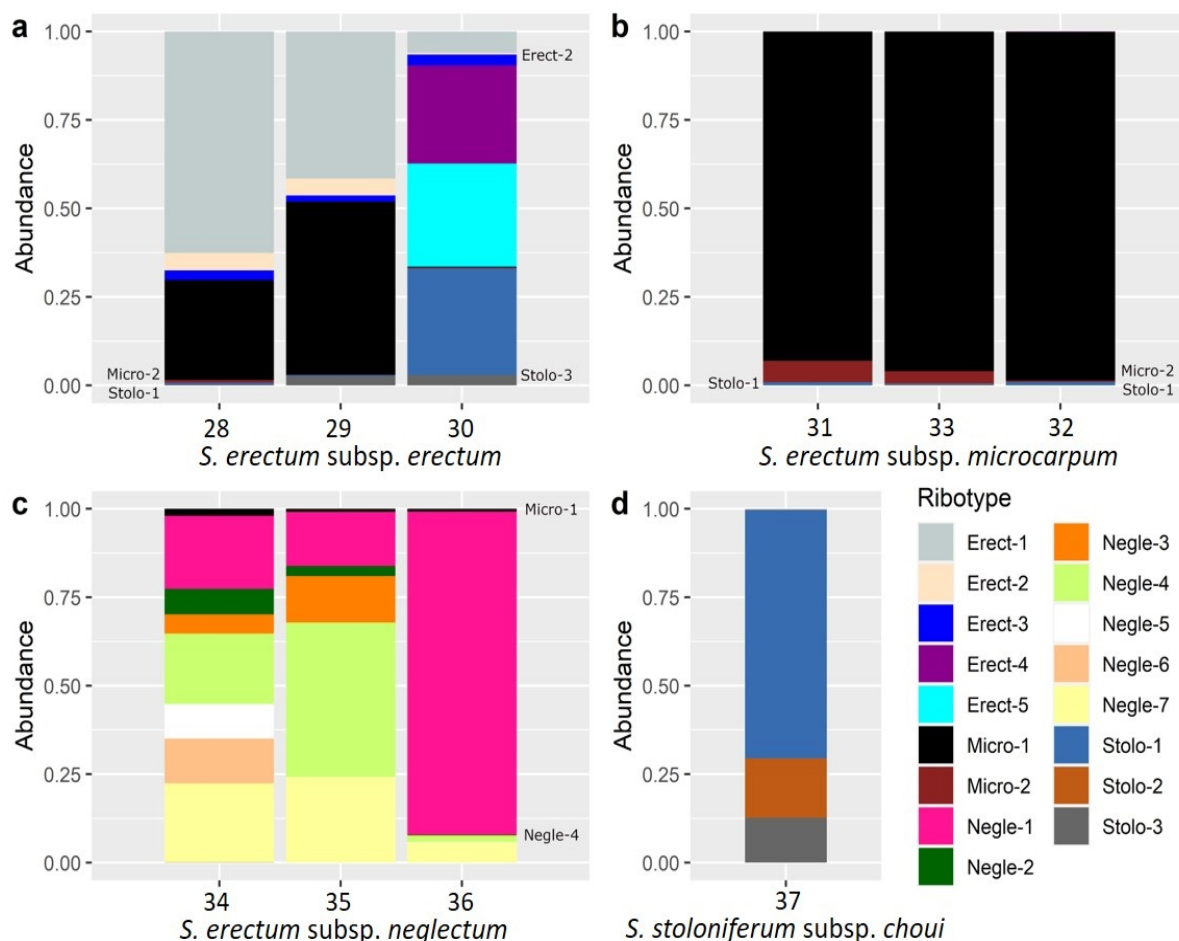 a
Abundance
1.00
0.75
0.50
0.25
0.00
Erect-2
Micro-2
Stolo-1
Stolo-3
28 29 30
S. erectum subsp. erectum
b
Abundance
1.00
0.75
0.50
0.25
0.00
Stolo-1
Micro-2
Stolo-1
31 33 32
S. erectum subsp. microcarpum
c
Abundance
1.00
0.75
0.50
0.25
0.00
Micro-1
Negle-4
34 35 36
S. erectum subsp. neglectum
d
Abundance
1.00
0.75
0.50
0.25
0.00
37
S. stoloniferum subsp. choui
Ribotype
Erect-1
Erect-2
Erect-3
Erect-4
Erect-5
Micro-1
Micro-2
Negle-1
Negle-2
Negle-3
Negle-4
Negle-5
Negle-6
Negle-7
Stolo-1
Stolo-2
Stolo-3